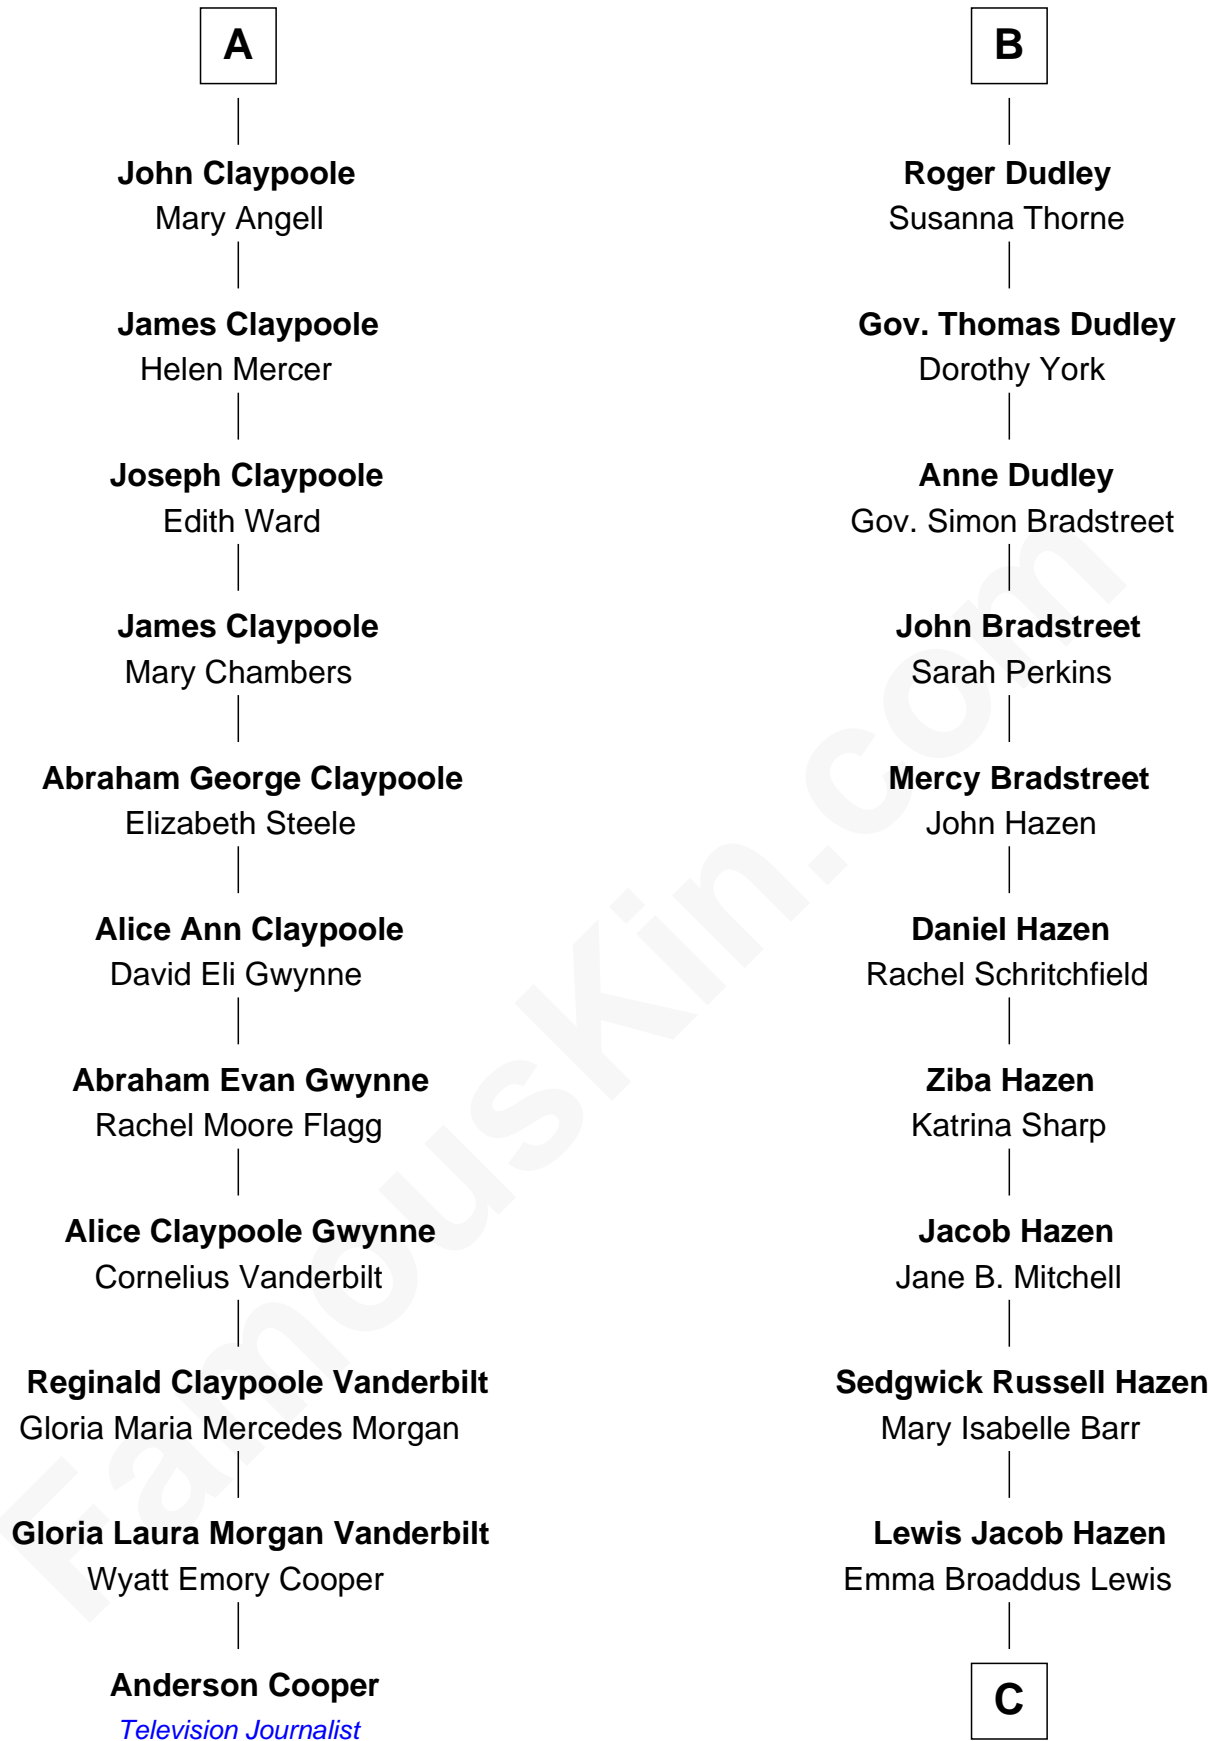 A
John Claypoole
Mary Angell
James Claypoole
Helen Mercer
Joseph Claypoole
Edith Ward
James Claypoole
Mary Chambers
Abraham George Claypoole
Elizabeth Steele
Alice Ann Claypoole
David Eli Gwynne
Abraham Evan Gwynne
Rachel Moore Flagg
Alice Claypoole Gwynne
Cornelius Vanderbilt
Reginald Claypoole Vanderbilt
Gloria Maria Mercedes Morgan
Gloria Laura Morgan Vanderbilt
Wyatt Emory Cooper
Anderson Cooper
Television Journalist
B
Roger Dudley
Susanna Thorne
Gov. Thomas Dudley
Dorothy York
Anne Dudley
Gov. Simon Bradstreet
John Bradstreet
Sarah Perkins
Mercy Bradstreet
John Hazen
Daniel Hazen
Rachel Schritchfield
Ziba Hazen
Katrina Sharp
Jacob Hazen
Jane B. Mitchell
Sedgwick Russell Hazen
Mary Isabelle Barr
Lewis Jacob Hazen
Emma Broaddus Lewis
C
FamousKin.com